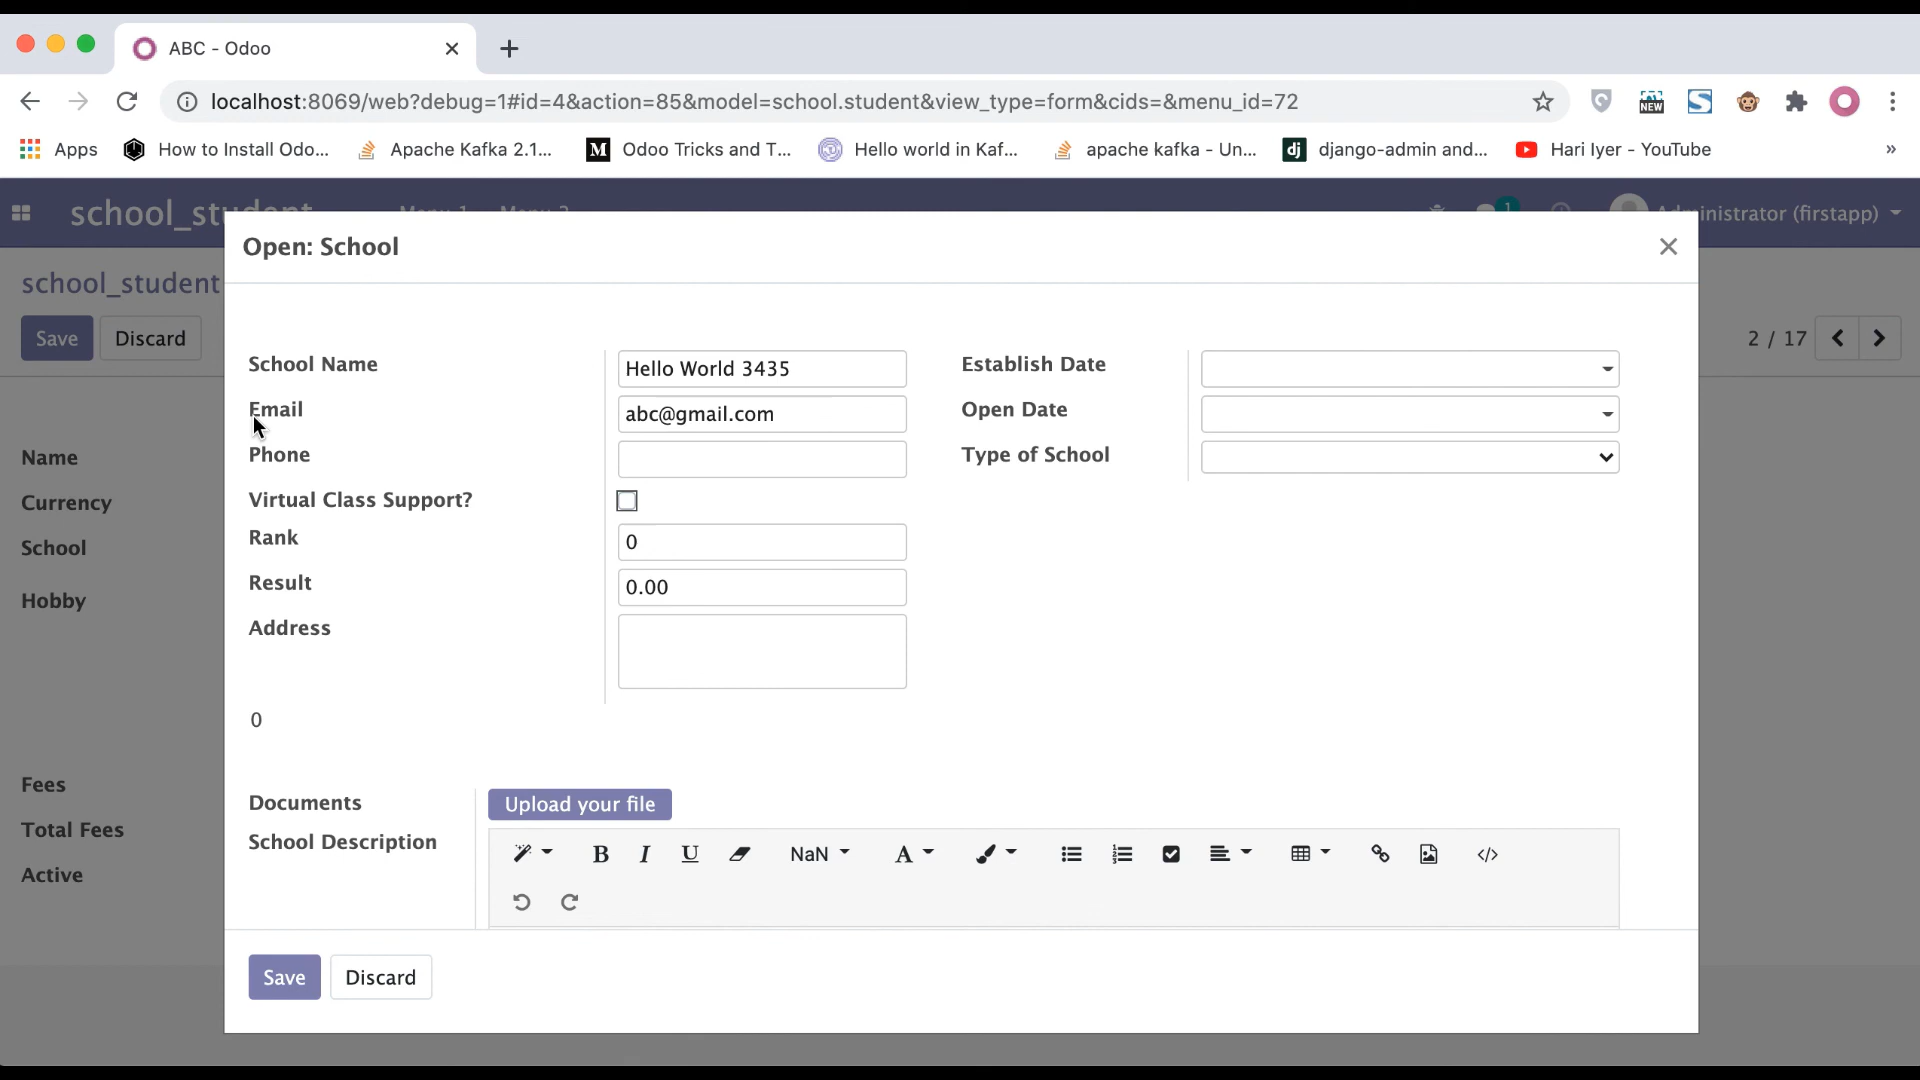 ABC - Odoo
localhost:8069/web?debug=1#id=4&action=85&model=school.student&view_type=form&cids=&menu_id=72
NEW
Apps How to Install Odo... Apache Kafka 2.1... M Odoo Tricks and T... Hello world in Kaf... apache kafka - Un... dj django-admin and... Hari Iyer - YouTube »
school_student 1 Administrator (firstapp)
Open: School
school_student
Save Discard 2 / 17
School Name Hello World 3435 Establish Date
Email abc@gmail.com Open Date
Phone Type of School
Name
Currency
School
Hobby
Virtual Class Support?
Rank 0
Result 0.00
Address
0
Fees
Total Fees
Active
Documents Upload your file
School Description
B I U NaN A
Save Discard